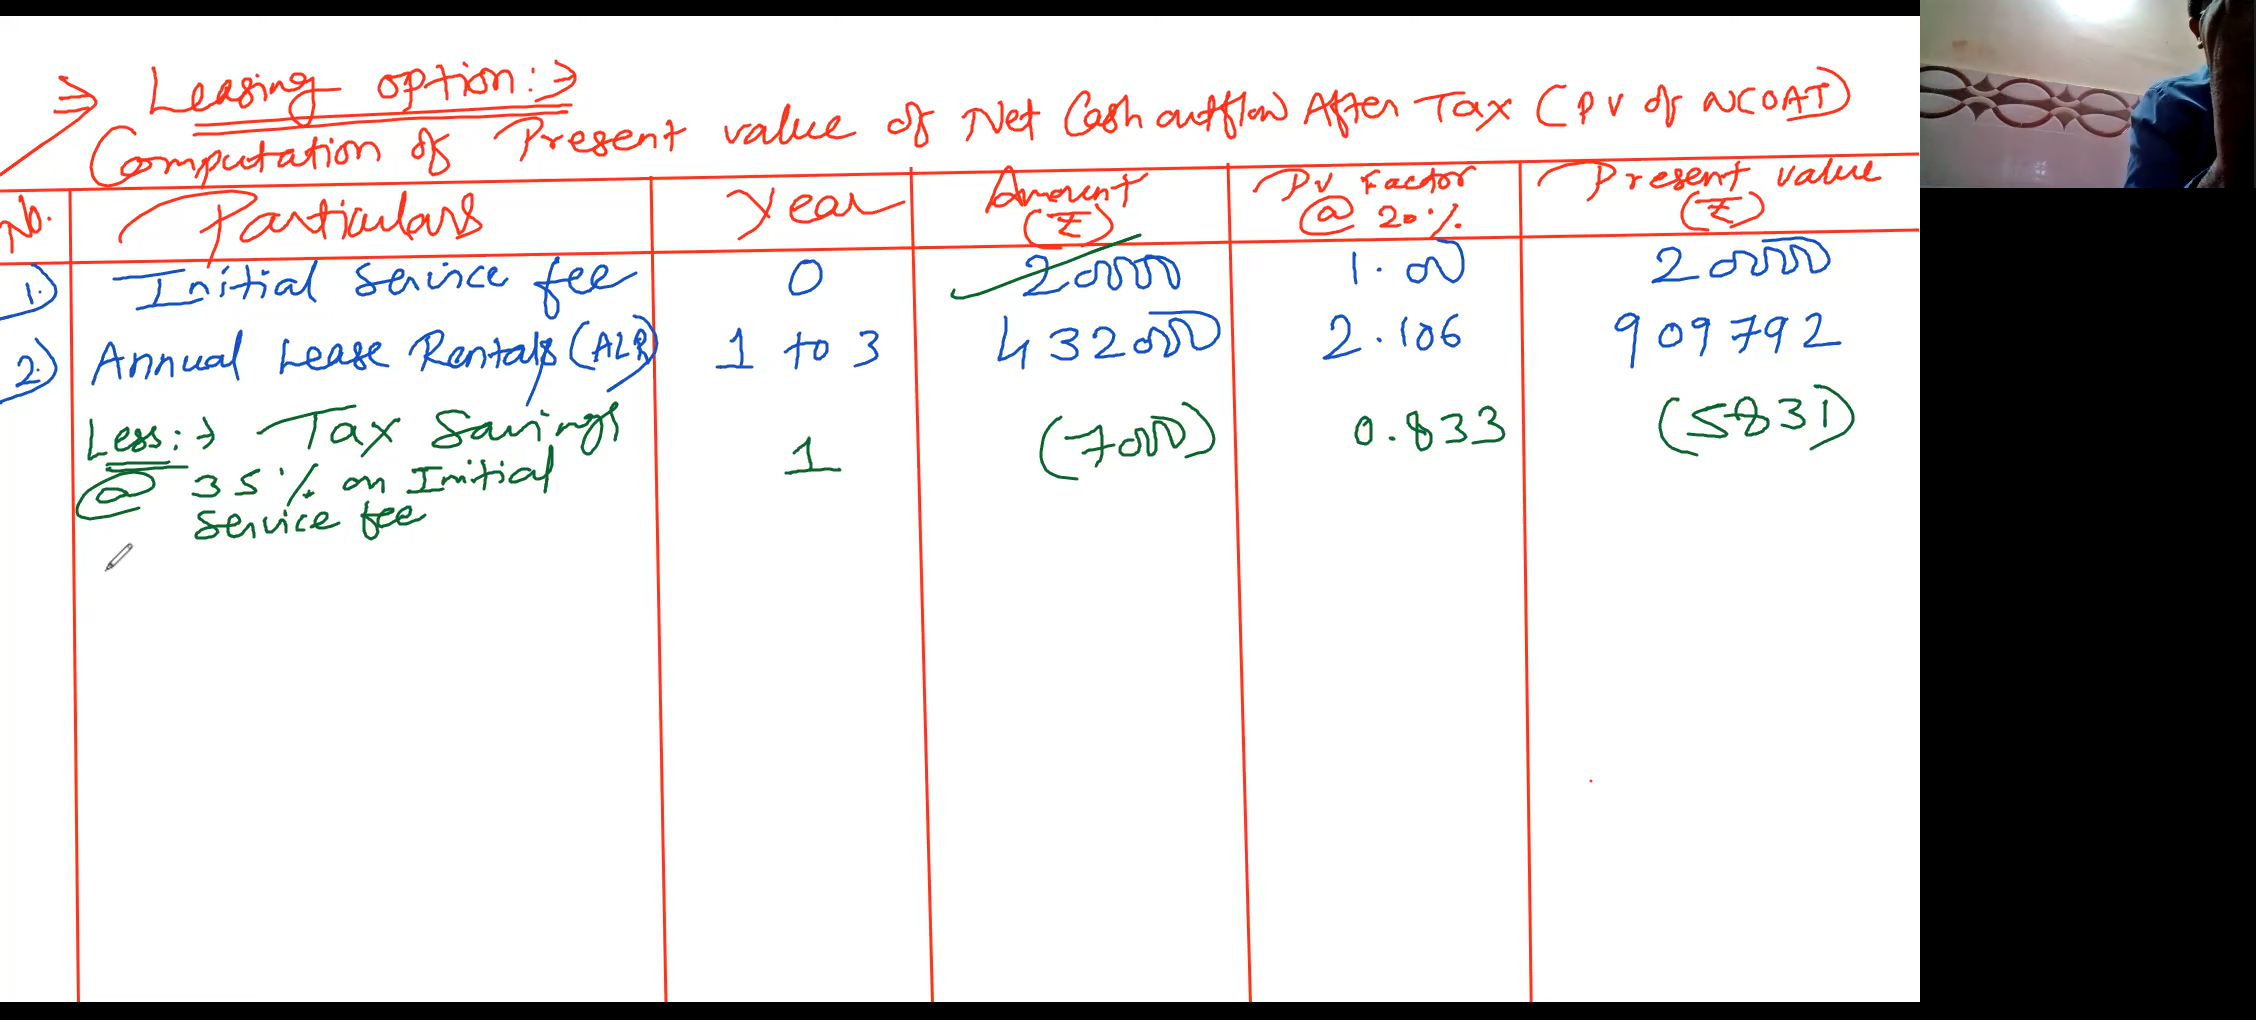 ⇒ Leasing option:→
Computation of Present value of Net Cash outflow After Tax (PV of NCOAT)
No. Particulars Year Amount (₹) PV Factor @ 20% Present value (₹)
1.) Initial Service fee 0 20000 1.00 20000
2.) Annual Lease Rentals (ALR) 1 to 3 432000 2.106 909792
Less:→ Tax Savings 1 (7000) 0.833 (5831)
@ 35% on Initial
Service fee